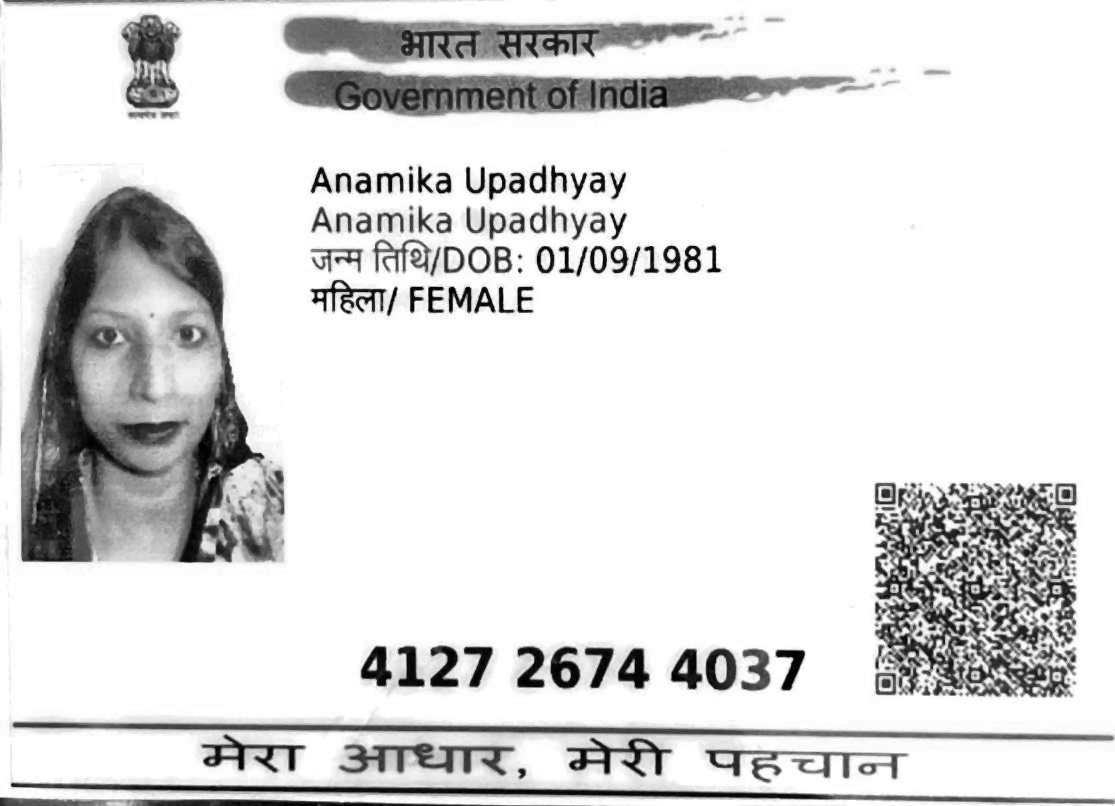 भारत सरकार
Government of India
Anamika Upadhyay
Anamika Upadhyay
जन्म तिथि/DOB: 01/09/1981
महिला/ FEMALE
4127 2674 4037
मेरा आधार, मेरी पहचान